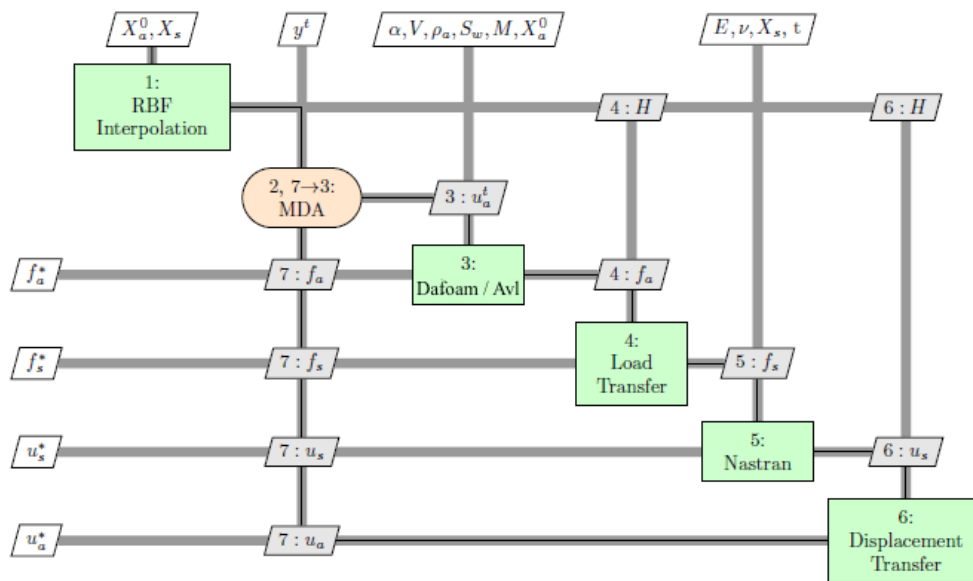 X_a^0, X_s
y^t
α, V, ρ_a, S_w, M, X_a^0
E, ν, X_s, t
1:
RBF
Interpolation
4 : H
6 : H
2, 7→3:
MDA
3 : u_a^t
f_a^*
7 : f_a
3:
Dafoam / Avl
4 : f_a
f_s^*
7 : f_s
4:
Load
Transfer
5 : f_s
u_s^*
7 : u_s
5:
Nastran
6 : u_s
u_a^*
7 : u_a
6:
Displacement
Transfer